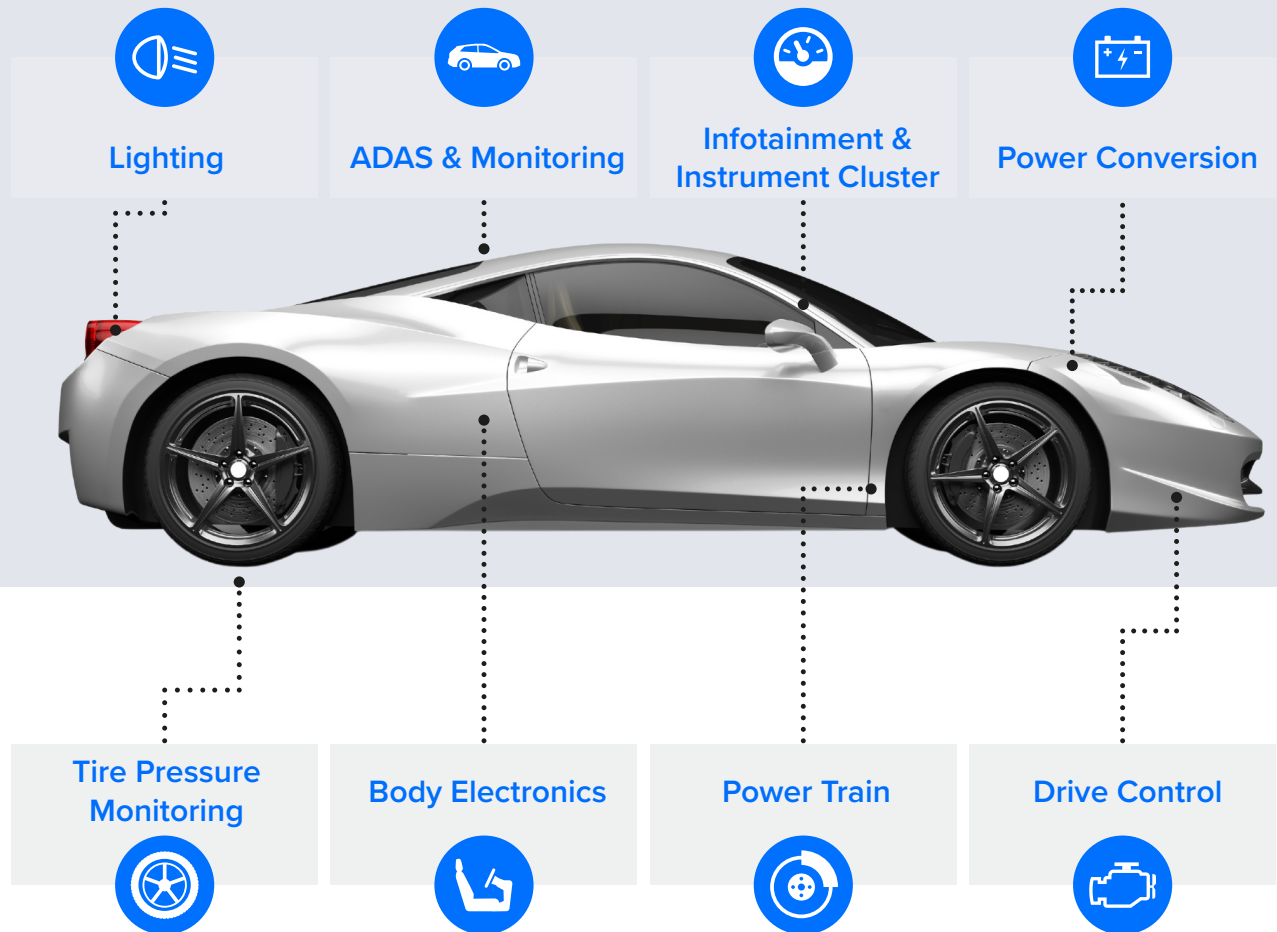 Lighting
ADAS & Monitoring
Infotainment &
Instrument Cluster
Power Conversion
Tire Pressure
Monitoring
Body Electronics
Power Train
Drive Control